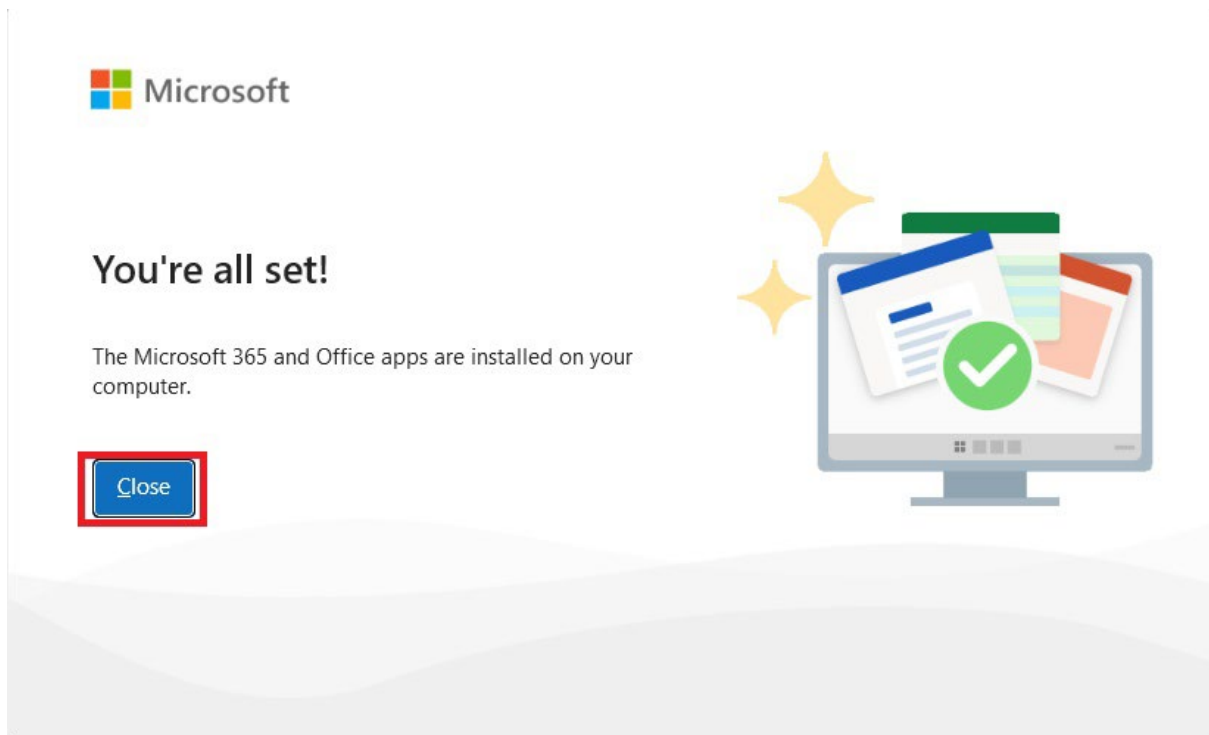 Microsoft
You're all set!
The Microsoft 365 and Office apps are installed on your
computer.
Close